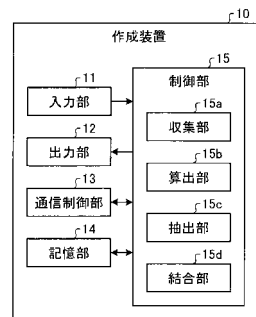 10
作成装置
11
入力部
12
出力部
13
通信制御部
14
記憶部
15
制御部
15a
収集部
15b
算出部
15c
抽出部
15d
結合部